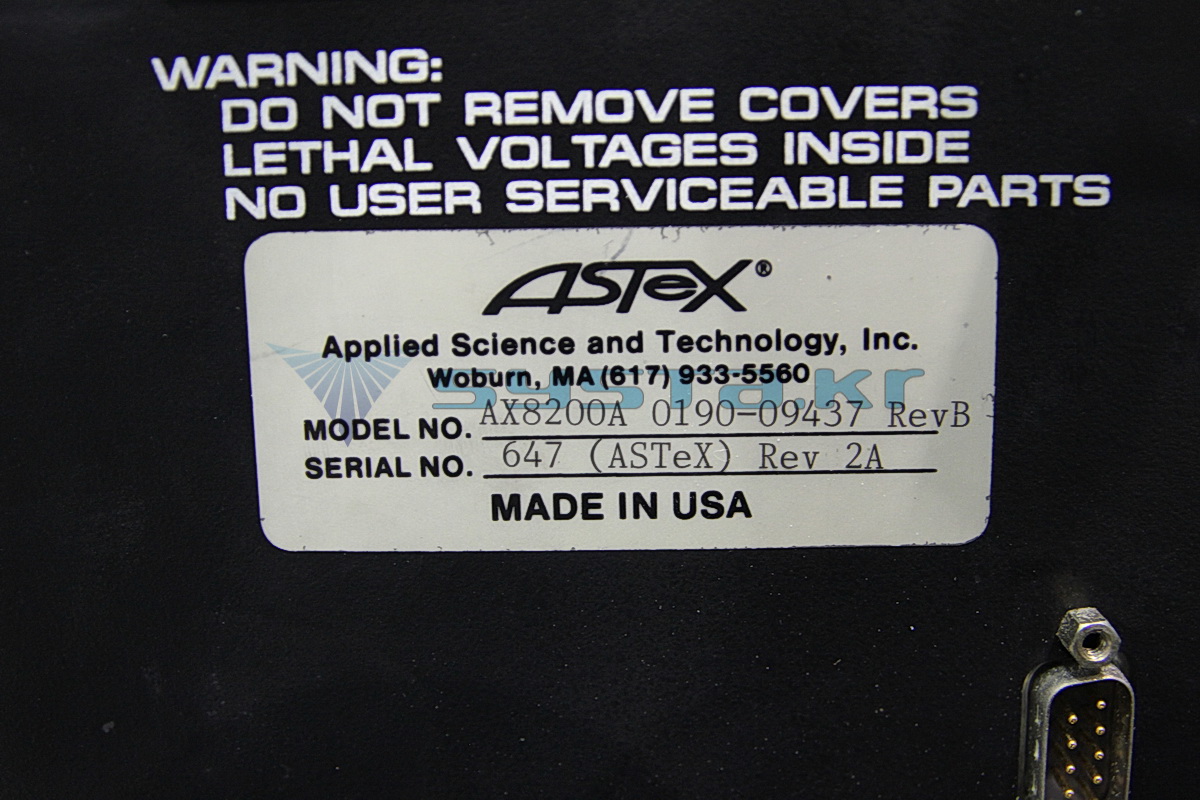 WARNING:
DO NOT REMOVE COVERS
LETHAL VOLTAGES INSIDE
NO USER SERVICEABLE PARTS
ASTeX®
Applied Science and Technology, Inc.
Woburn, MA (617) 933-5560
systa.kr
MODEL NO. AX8200A 0190-09437 RevB
SERIAL NO. 647 (ASTeX) Rev 2A
MADE IN USA